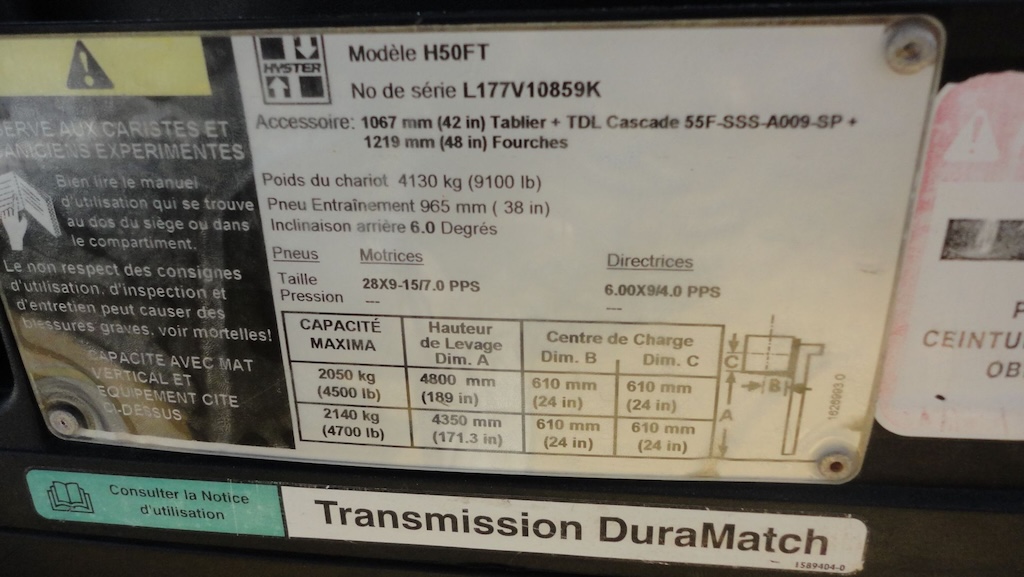 HYSTER
Modèle H50FT
No de série L177V10859K
Accessoire: 1067 mm (42 in) Tablier + TDL Cascade 55F-SSS-A009-SP +
1219 mm (48 in) Fourches
Poids du chariot 4130 kg (9100 lb)
Pneu Entraînement 965 mm ( 38 in)
Inclinaison arrière 6.0 Degrés
Pneus Motrices Directrices
Taille 28X9-15/7.0 PPS 6.00X9/4.0 PPS
Pression --- ---
CAPACITÉ MAXIMA
Hauteur de Levage Dim. A
Centre de Charge
Dim. B Dim. C
2050 kg (4500 lb) 4800 mm (189 in) 610 mm (24 in) 610 mm (24 in)
2140 kg (4700 lb) 4350 mm (171.3 in) 610 mm (24 in) 610 mm (24 in)
C
B
A
1626993.0
AUX CARISTES ET
EXPERIMENTES
Bien lire le manuel
d'utilisation qui se trouve
au dos du siège ou dans
le compartiment.
Le non respect des consignes
d'utilisation, d'inspection et
d'entretien peut causer des
blessures graves, voir mortelles!
CAPACITE AVEC MAT
VERTICAL ET
EQUIPEMENT CITE
CI-DESSUS
Consulter la Notice
d'utilisation
Transmission DuraMatch
1589404-0